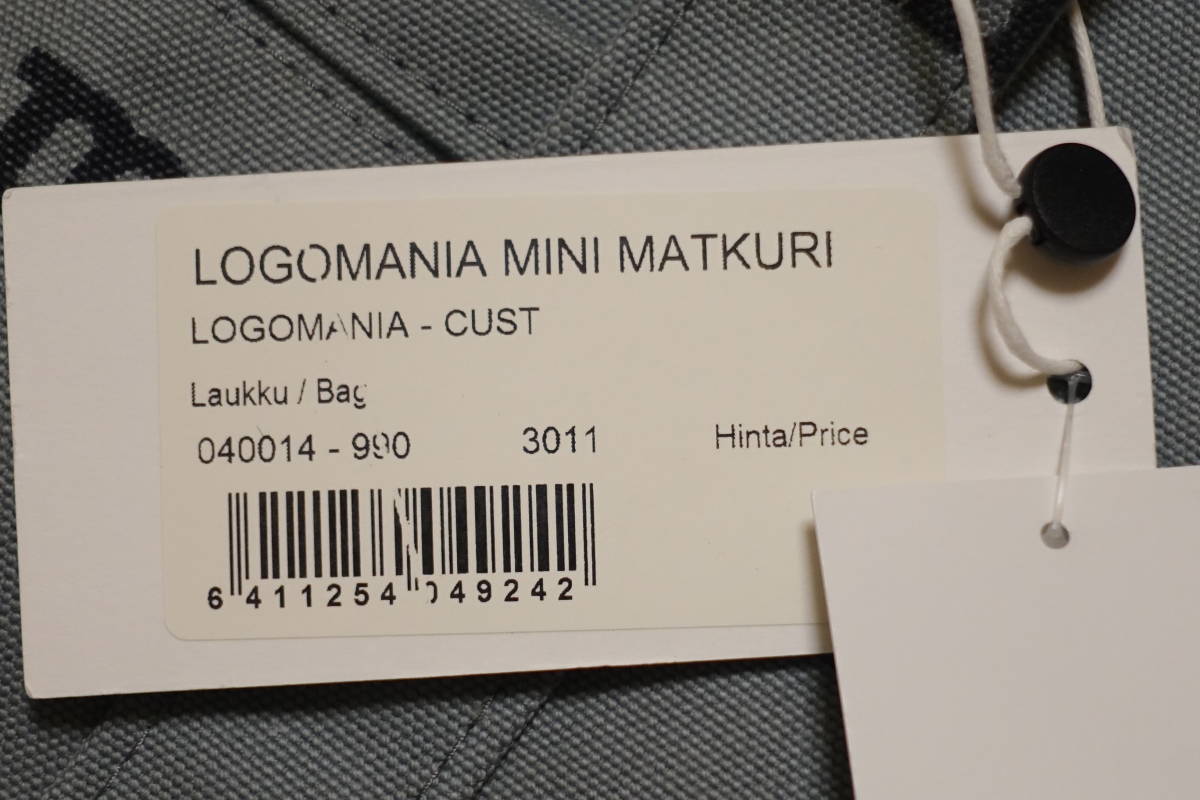 LOGOMANIA MINI MATKURI
LOGOMANIA - CUST
Laukku / Bag
040014 - 990 3011 Hinta/Price
6 411254 049242